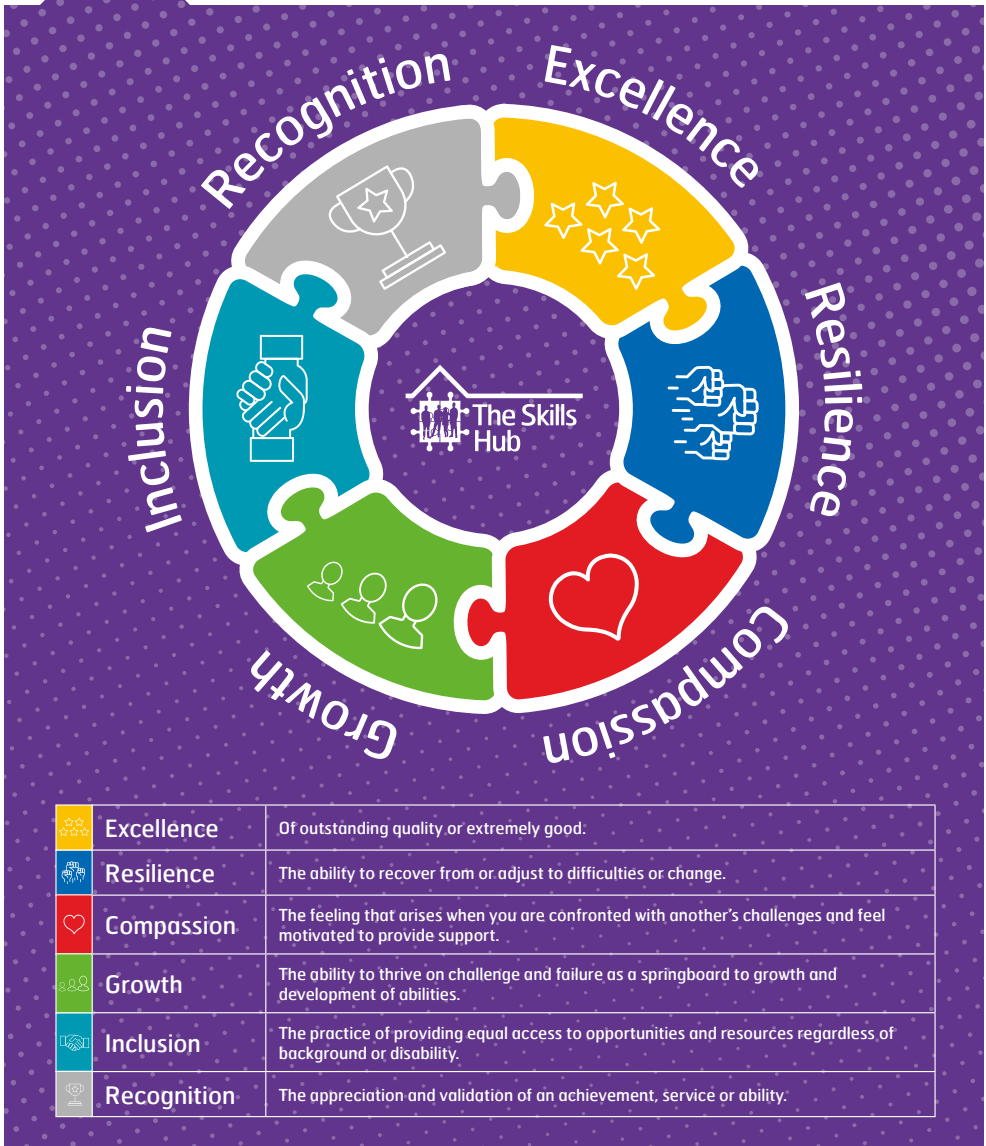 Recognition
Excellence
Resilience
Compassion
Growth
Inclusion
The Skills
Hub
Excellence
Of outstanding quality or extremely good.
Resilience
The ability to recover from or adjust to difficulties or change.
Compassion
The feeling that arises when you are confronted with another's challenges and feel
motivated to provide support.
Growth
The ability to thrive on challenge and failure as a springboard to growth and
development of abilities.
Inclusion
The practice of providing equal access to opportunities and resources regardless of
background or disability.
Recognition
The appreciation and validation of an achievement, service or ability.